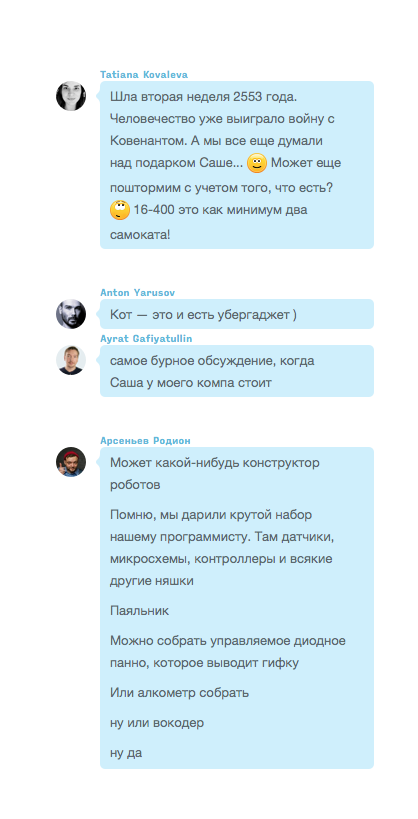 Tatiana Kovaleva
Шла вторая неделя 2553 года.
Человечество уже выиграло войну с
Ковенантом. А мы все еще думали
над подарком Саше... Может еще
поштормим с учетом того, что есть?
16-400 это как минимум два
самоката!
Anton Yarusov
Кот — это и есть убергаджет )
Ayrat Gafiyatullin
самое бурное обсуждение, когда
Саша у моего компа стоит
Арсеньев Родион
Может какой-нибудь конструктор
роботов
Помню, мы дарили крутой набор
нашему программисту. Там датчики,
микросхемы, контроллеры и всякие
другие няшки
Паяльник
Можно собрать управляемое диодное
панно, которое выводит гифку
Или алкометр собрать
ну или вокодер
ну да